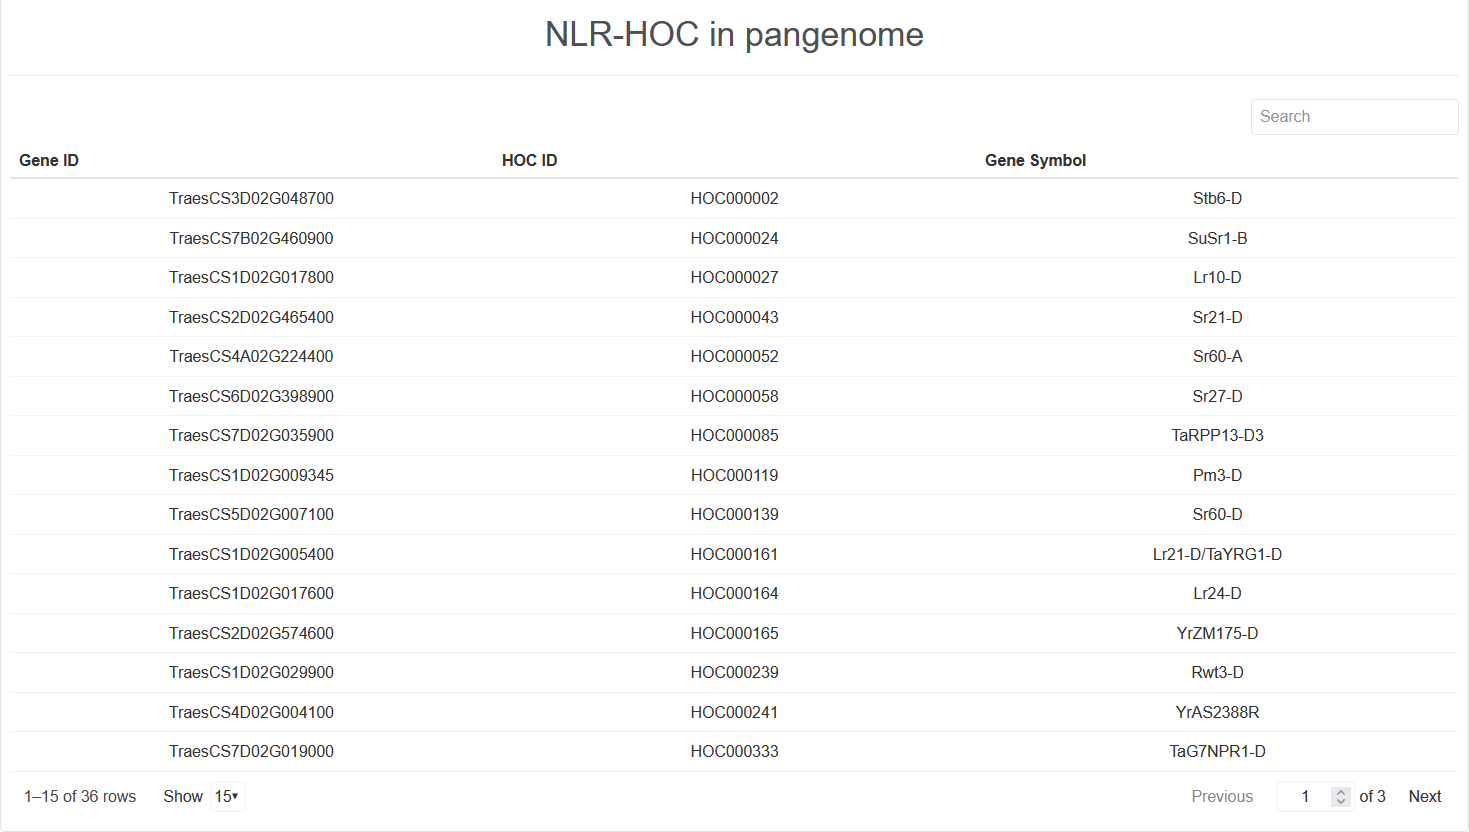 NLR-HOC in pangenome
Search
Gene ID HOC ID Gene Symbol
TraesCS3D02G048700 HOC000002 Stb6-D
TraesCS7B02G460900 HOC000024 SuSr1-B
TraesCS1D02G017800 HOC000027 Lr10-D
TraesCS2D02G465400 HOC000043 Sr21-D
TraesCS4A02G224400 HOC000052 Sr60-A
TraesCS6D02G398900 HOC000058 Sr27-D
TraesCS7D02G035900 HOC000085 TaRPP13-D3
TraesCS1D02G009345 HOC000119 Pm3-D
TraesCS5D02G007100 HOC000139 Sr60-D
TraesCS1D02G005400 HOC000161 Lr21-D/TaYRG1-D
TraesCS1D02G017600 HOC000164 Lr24-D
TraesCS2D02G574600 HOC000165 YrZM175-D
TraesCS1D02G029900 HOC000239 Rwt3-D
TraesCS4D02G004100 HOC000241 YrAS2388R
TraesCS7D02G019000 HOC000333 TaG7NPR1-D
1–15 of 36 rows Show 15▾ Previous 1 of 3 Next